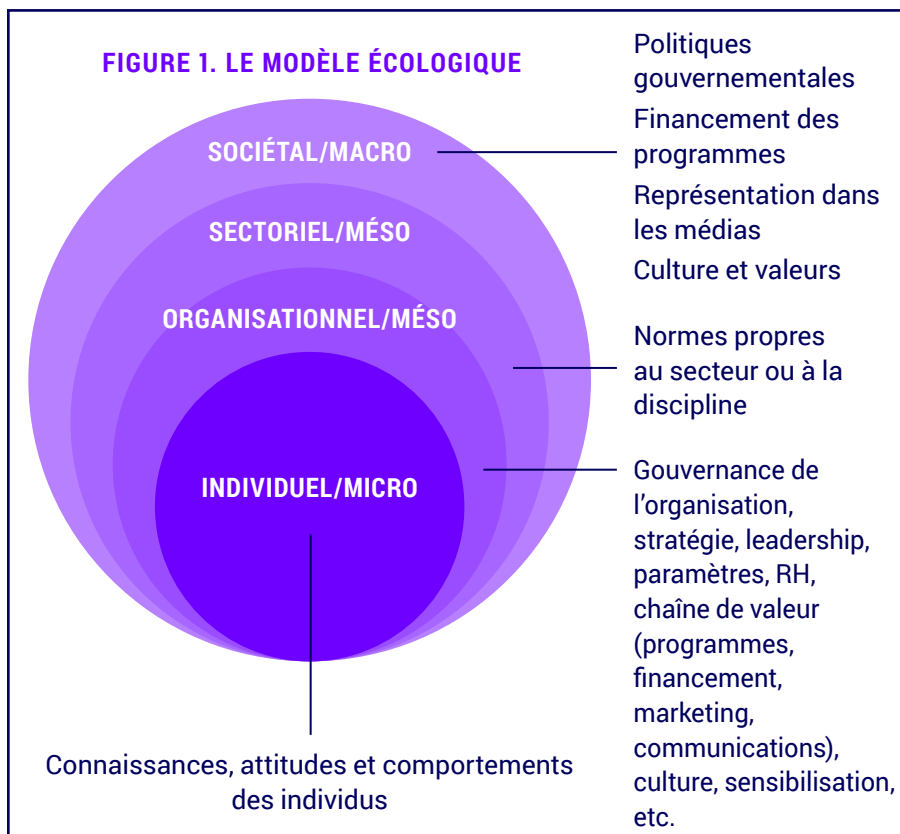 FIGURE 1. LE MODÈLE ÉCOLOGIQUE
SOCIÉTAL/MACRO
SECTORIEL/MÉSO
ORGANISATIONNEL/MÉSO
INDIVIDUEL/MICRO
Connaissances, attitudes et comportements
des individus
Politiques
gouvernementales
Financement des
programmes
Représentation dans
les médias
Culture et valeurs
Normes propres
au secteur ou à la
discipline
Gouvernance de
l’organisation,
stratégie, leadership,
paramètres, RH,
chaîne de valeur
(programmes,
financement,
marketing,
communications),
culture, sensibilisation,
etc.